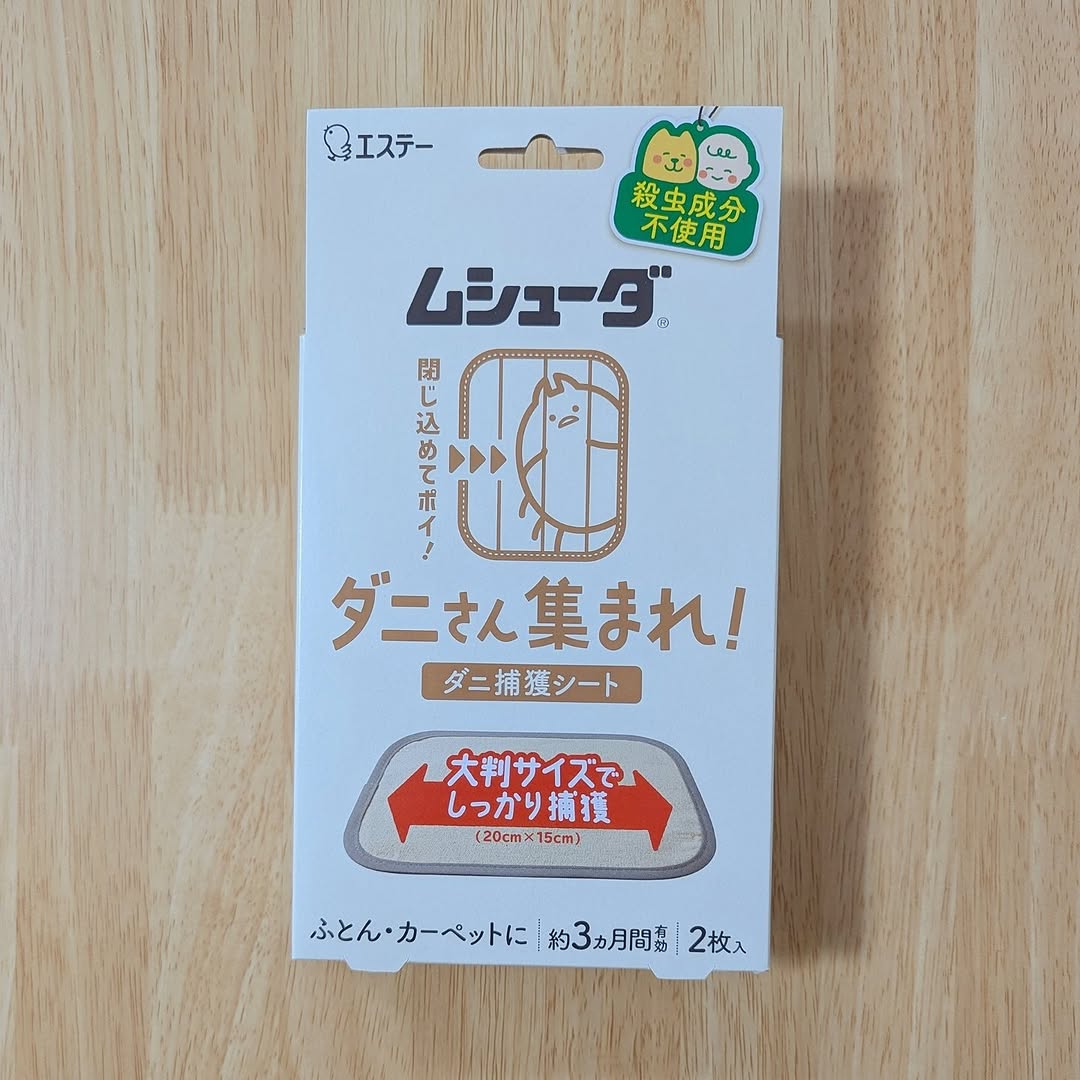 エステー
殺虫成分
不使用
ムシューダ®
閉じ込めてポイ!
ダニさん集まれ!
ダニ捕獲シート
大判サイズで
しっかり捕獲
(20cm×15cm)
ふとん・カーペットに 約3ヵ月間有効 2枚入